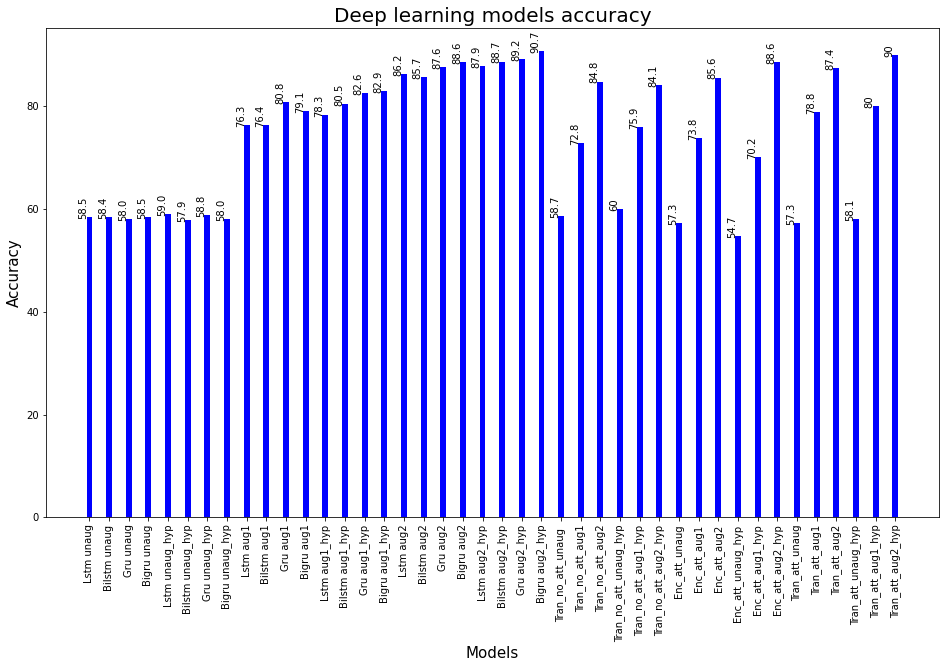 Deep learning models accuracy
Accuracy
80
60
40
20
0
58.5
58.4
58.0
58.5
59.0
57.9
58.8
58.0
76.3
76.4
80.8
79.1
78.3
80.5
82.6
82.9
86.2
85.7
87.6
88.6
87.9
88.7
89.2
90.7
58.7
72.8
84.8
60
75.9
84.1
57.3
73.8
85.6
54.7
70.2
88.6
57.3
78.8
87.4
58.1
80
90
Lstm unaug
Bilstm unaug
Gru unaug
Bigru unaug
Lstm unaug_hyp
Bilstm unaug_hyp
Gru unaug_hyp
Bigru unaug_hyp
Lstm aug1
Bilstm aug1
Gru aug1
Bigru aug1
Lstm aug1_hyp
Bilstm aug1_hyp
Gru aug1_hyp
Bigru aug1_hyp
Lstm aug2
Bilstm aug2
Gru aug2
Bigru aug2
Lstm aug2_hyp
Bilstm aug2_hyp
Gru aug2_hyp
Bigru aug2_hyp
Tran_no_att_unaug
Tran_no_att_aug1
Tran_no_att_aug2
Tran_no_att_unaug_hyp
Tran_no_att_aug1_hyp
Tran_no_att_aug2_hyp
Enc_att_unaug
Enc_att_aug1
Enc_att_aug2
Enc_att_unaug_hyp
Enc_att_aug1_hyp
Enc_att_aug2_hyp
Tran_att_unaug
Tran_att_aug1
Tran_att_aug2
Tran_att_unaug_hyp
Tran_att_aug1_hyp
Tran_att_aug2_hyp
Models